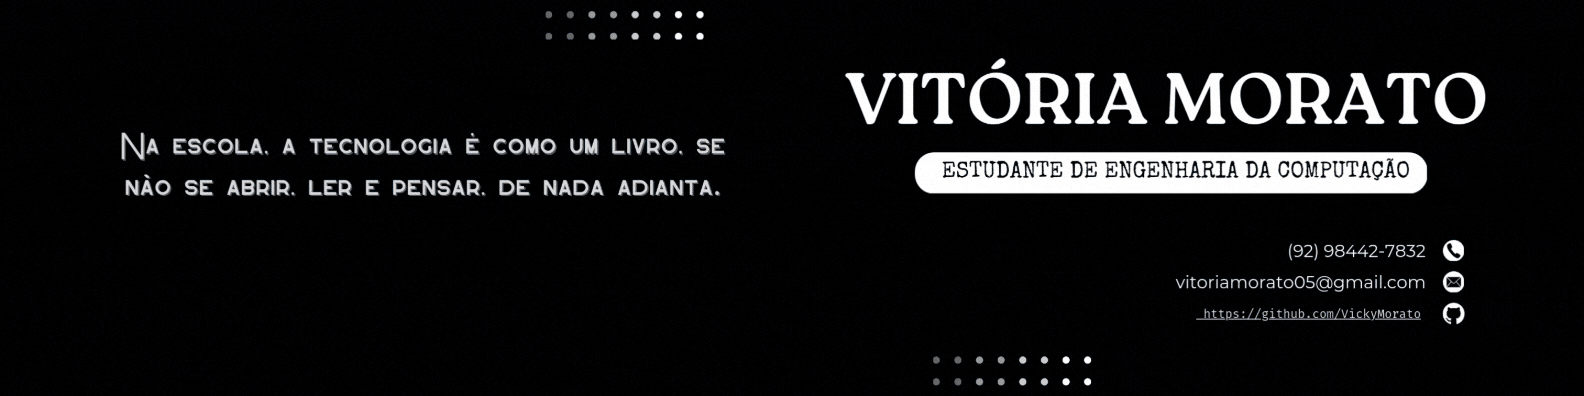 Na escola, a tecnologia é como um livro, se
não se abrir, ler e pensar, de nada adianta.
VITÓRIA MORATO
ESTUDANTE DE ENGENHARIA DA COMPUTAÇÃO
(92) 98442-7832
vitoriamorato05@gmail.com
https://github.com/VickyMorato